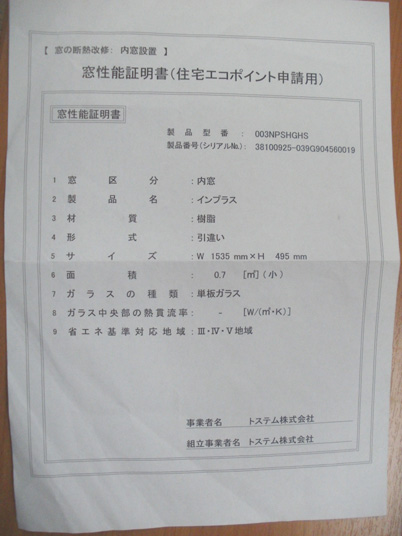 【 窓の断熱改修： 内窓設置 】
窓性能証明書（住宅エコポイント申請用）
窓性能証明書
製品型番 ： 003NPSHGHS
製品番号（シリアル№）： 38100925-039G904560019
1 窓区分 ：内窓
2 製品名 ：インプラス
3 材質 ：樹脂
4 形式 ：引違い
5 サイズ ：W 1535 mm×H 495 mm
6 面積 ： 0.7 [㎡]（小）
7 ガラスの種類 ：単板ガラス
8 ガラス中央部の熱貫流率： - [W/(㎡・K)]
9 省エネ基準対応地域：Ⅲ・Ⅳ・Ⅴ地域
事業者名 トステム株式会社
組立事業者名 トステム株式会社